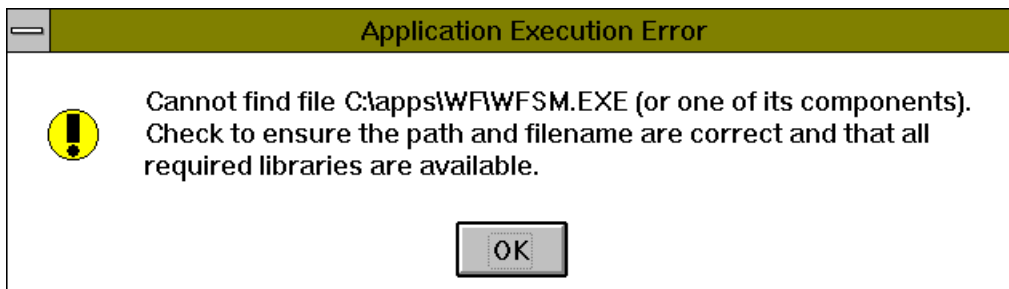 Application Execution Error
Cannot find file C:\apps\WF\WFSM.EXE (or one of its components).
Check to ensure the path and filename are correct and that all
required libraries are available.
OK